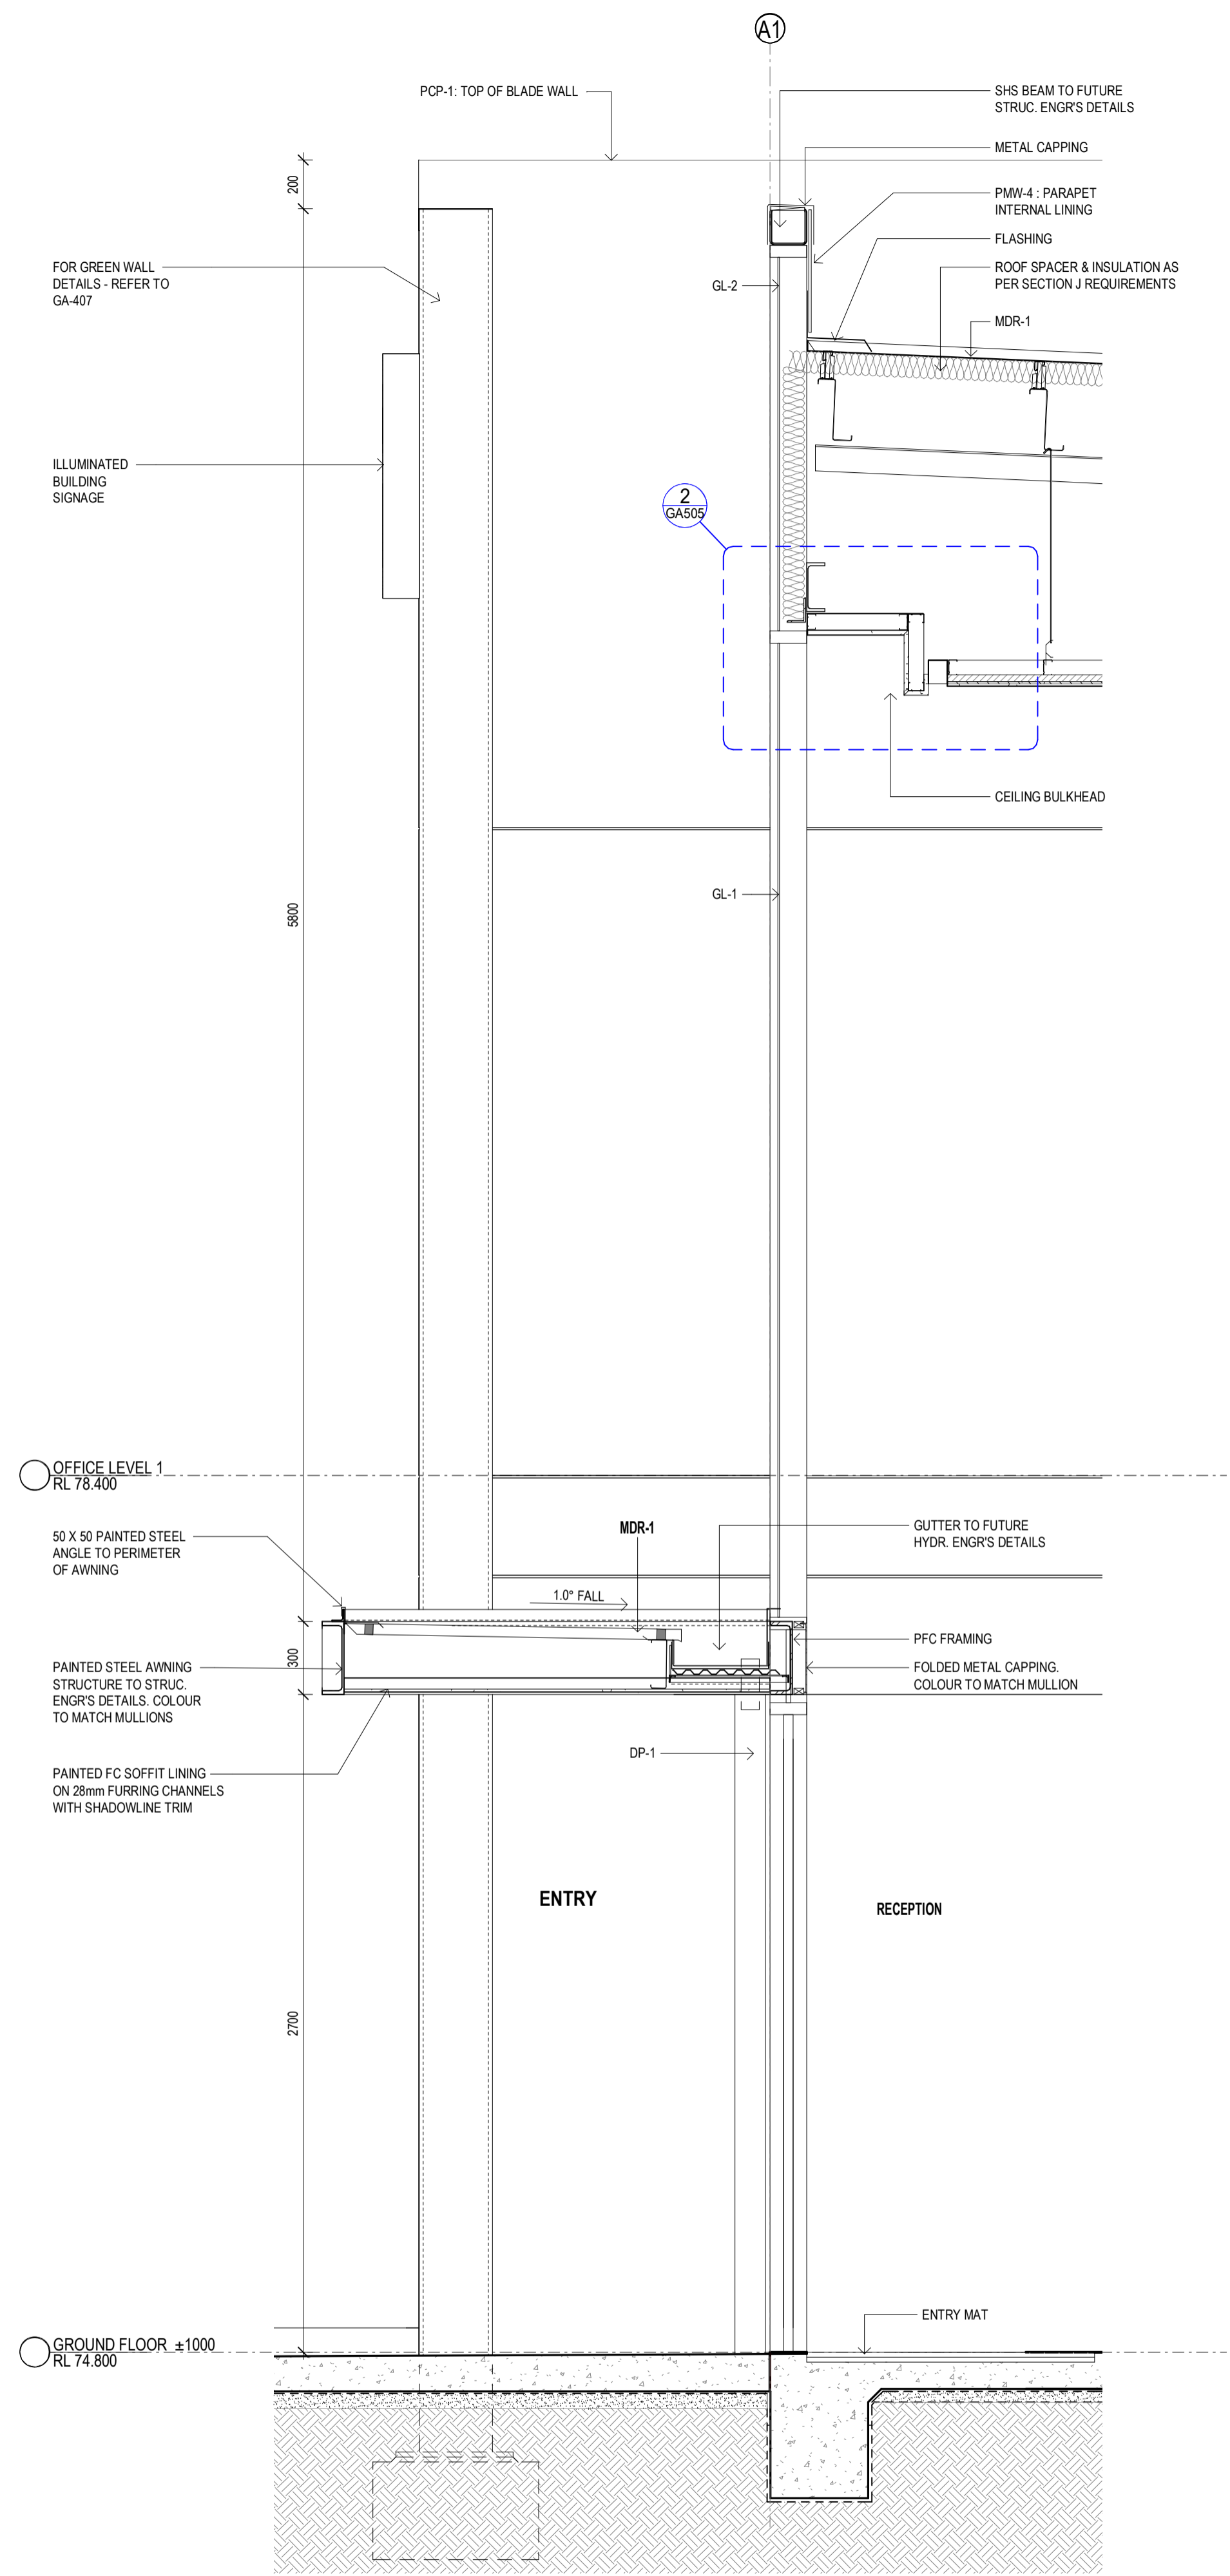 A1
PCP-1: TOP OF BLADE WALL
SHS BEAM TO FUTURE
STRUC. ENGR'S DETAILS
METAL CAPPING
200
PMW-4 : PARAPET
INTERNAL LINING
FLASHING
FOR GREEN WALL
DETAILS - REFER TO
GA-407
ROOF SPACER & INSULATION AS
PER SECTION J REQUIREMENTS
GL-2
MDR-1
ILLUMINATED
BUILDING
SIGNAGE
2
GA505
CEILING BULKHEAD
GL-1
5800
OFFICE LEVEL 1
RL 78.400
50 X 50 PAINTED STEEL
ANGLE TO PERIMETER
OF AWNING
MDR-1
GUTTER TO FUTURE
HYDR. ENGR'S DETAILS
1.0° FALL
300
PFC FRAMING
PAINTED STEEL AWNING
STRUCTURE TO STRUC.
ENGR'S DETAILS. COLOUR
TO MATCH MULLIONS
FOLDED METAL CAPPING.
COLOUR TO MATCH MULLION
DP-1
PAINTED FC SOFFIT LINING
ON 28mm FURRING CHANNELS
WITH SHADOWLINE TRIM
ENTRY
RECEPTION
2700
ENTRY MAT
GROUND FLOOR ±1000
RL 74.800